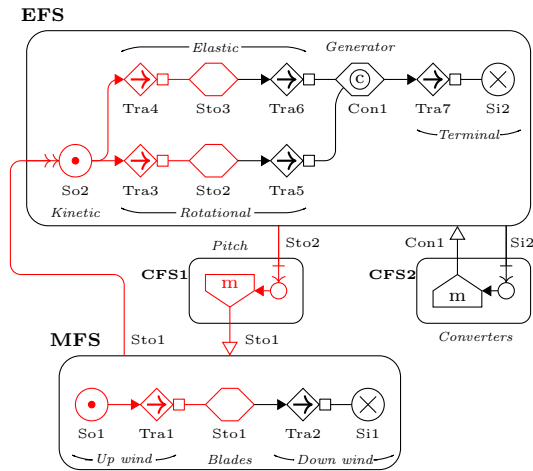 EFS
Elastic Generator
c
Tra4 Sto3 Tra6 Con1 Tra7 Si2
Terminal
So2 Tra3 Sto2 Tra5
Kinetic Rotational
Pitch Sto2 Con1 Si2
CFS1 CFS2
m
m
MFS Sto1 Sto1 Converters
So1 Tra1 Sto1 Tra2 Si1
Up wind Blades Down wind